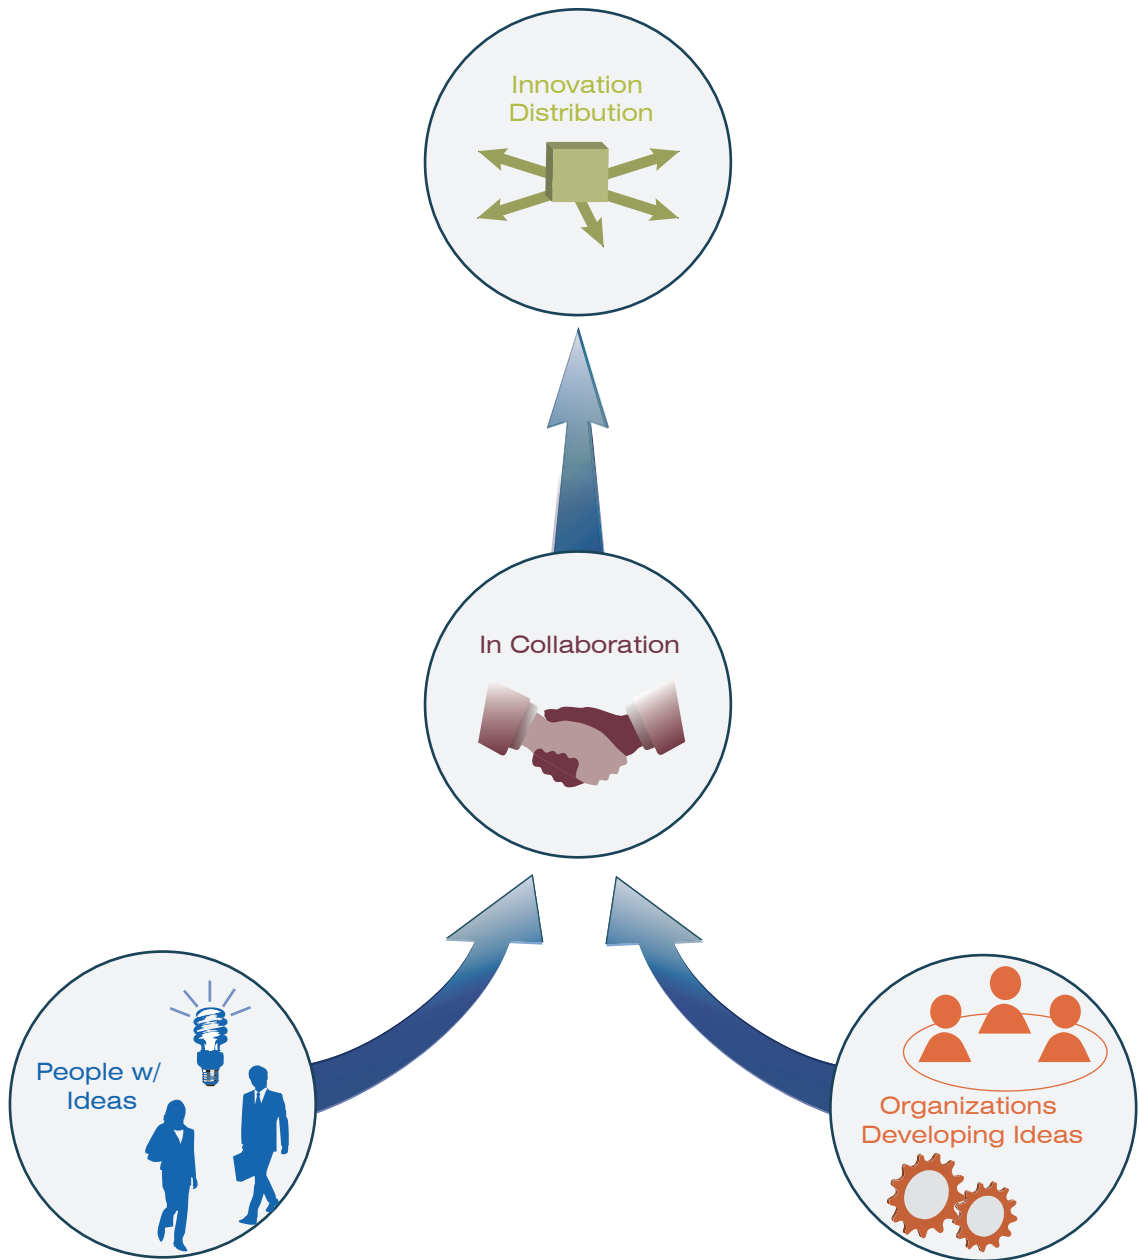 Innovation
Distribution
In Collaboration
People w/
Ideas
Organizations
Developing Ideas